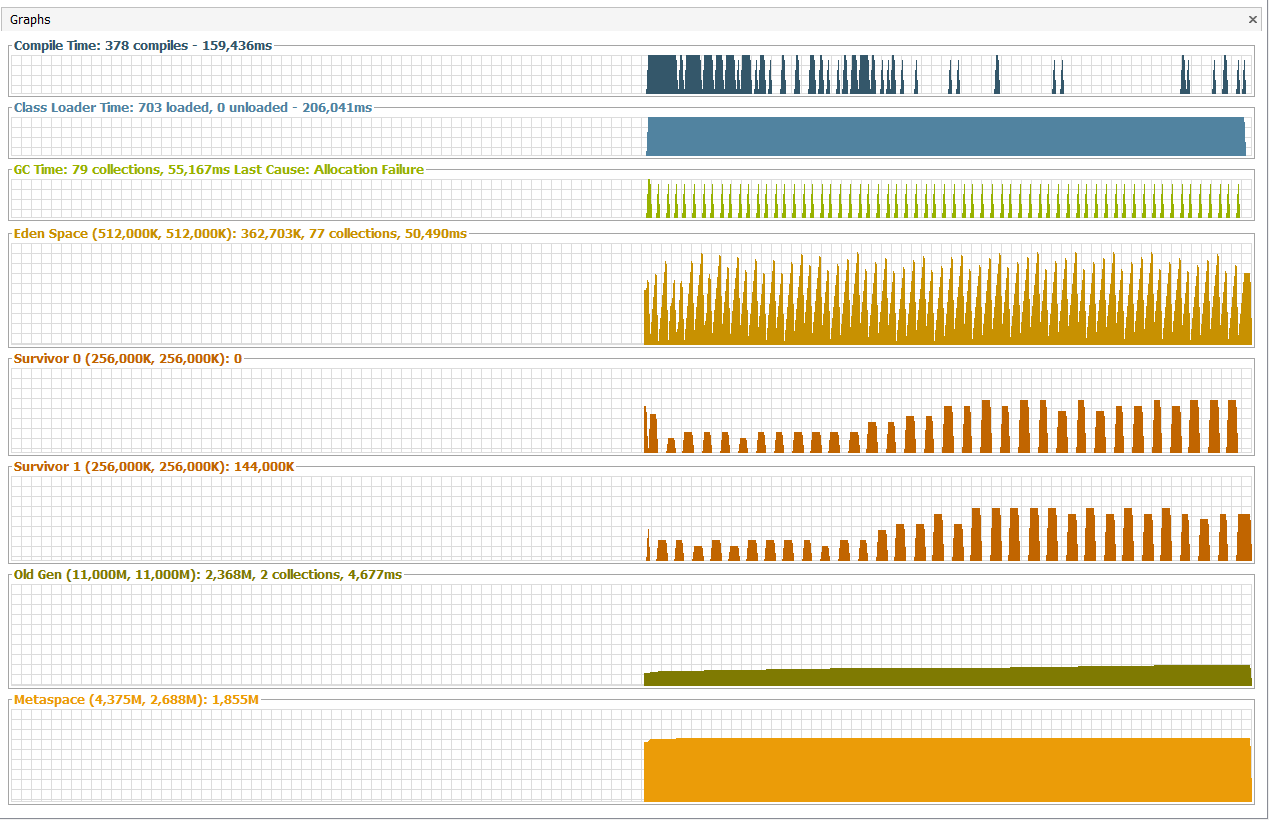 Graphs
Compile Time: 378 compiles - 159,436ms
Class Loader Time: 703 loaded, 0 unloaded - 206,041ms
GC Time: 79 collections, 55,167ms Last Cause: Allocation Failure
Eden Space (512,000K, 512,000K): 362,703K, 77 collections, 50,490ms
Survivor 0 (256,000K, 256,000K): 0
Survivor 1 (256,000K, 256,000K): 144,000K
Old Gen (11,000M, 11,000M): 2,368M, 2 collections, 4,677ms
Metaspace (4,375M, 2,688M): 1,855M